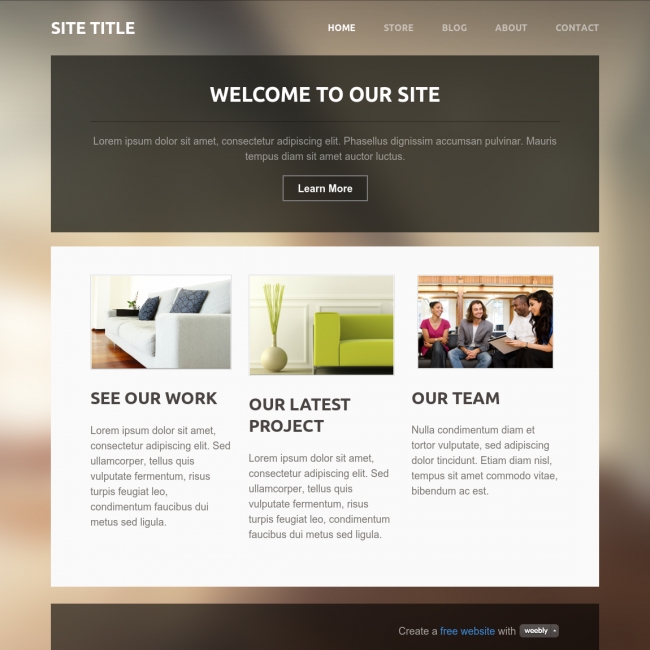 SITE TITLE
HOME STORE BLOG ABOUT CONTACT
WELCOME TO OUR SITE
Lorem ipsum dolor sit amet, consectetur adipiscing elit. Phasellus dignissim accumsan pulvinar. Mauris
tempus diam sit amet auctor luctus.
Learn More
SEE OUR WORK
Lorem ipsum dolor sit amet,
consectetur adipiscing elit. Sed
ullamcorper, tellus quis
vulputate fermentum, risus
turpis feugiat leo,
condimentum faucibus dui
metus sed ligula.
OUR LATEST
PROJECT
Lorem ipsum dolor sit amet,
consectetur adipiscing elit. Sed
ullamcorper, tellus quis
vulputate fermentum, risus
turpis feugiat leo, condimentum
faucibus dui metus sed ligula.
OUR TEAM
Nulla condimentum diam et
tortor vulputate, sed adipiscing
dolor tincidunt. Etiam diam nisl,
tempus sit amet commodo vitae,
bibendum ac est.
Create a free website with weebly